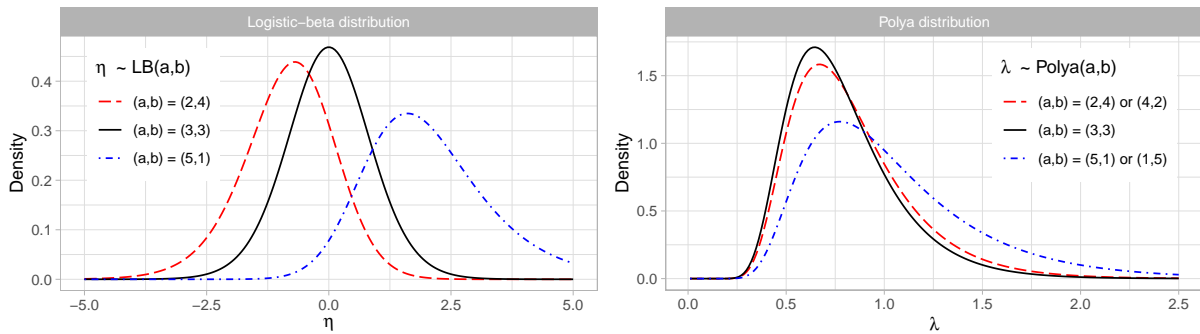 Logistic−beta distribution
Density
0.4
0.3
0.2
0.1
0.0
η ~ LB(a,b)
(a,b) = (2,4)
(a,b) = (3,3)
(a,b) = (5,1)
−5.0 −2.5 0.0 2.5 5.0
η
Polya distribution
Density
1.5
1.0
0.5
0.0
λ ~ Polya(a,b)
(a,b) = (2,4) or (4,2)
(a,b) = (3,3)
(a,b) = (5,1) or (1,5)
0.0 0.5 1.0 1.5 2.0 2.5
λ